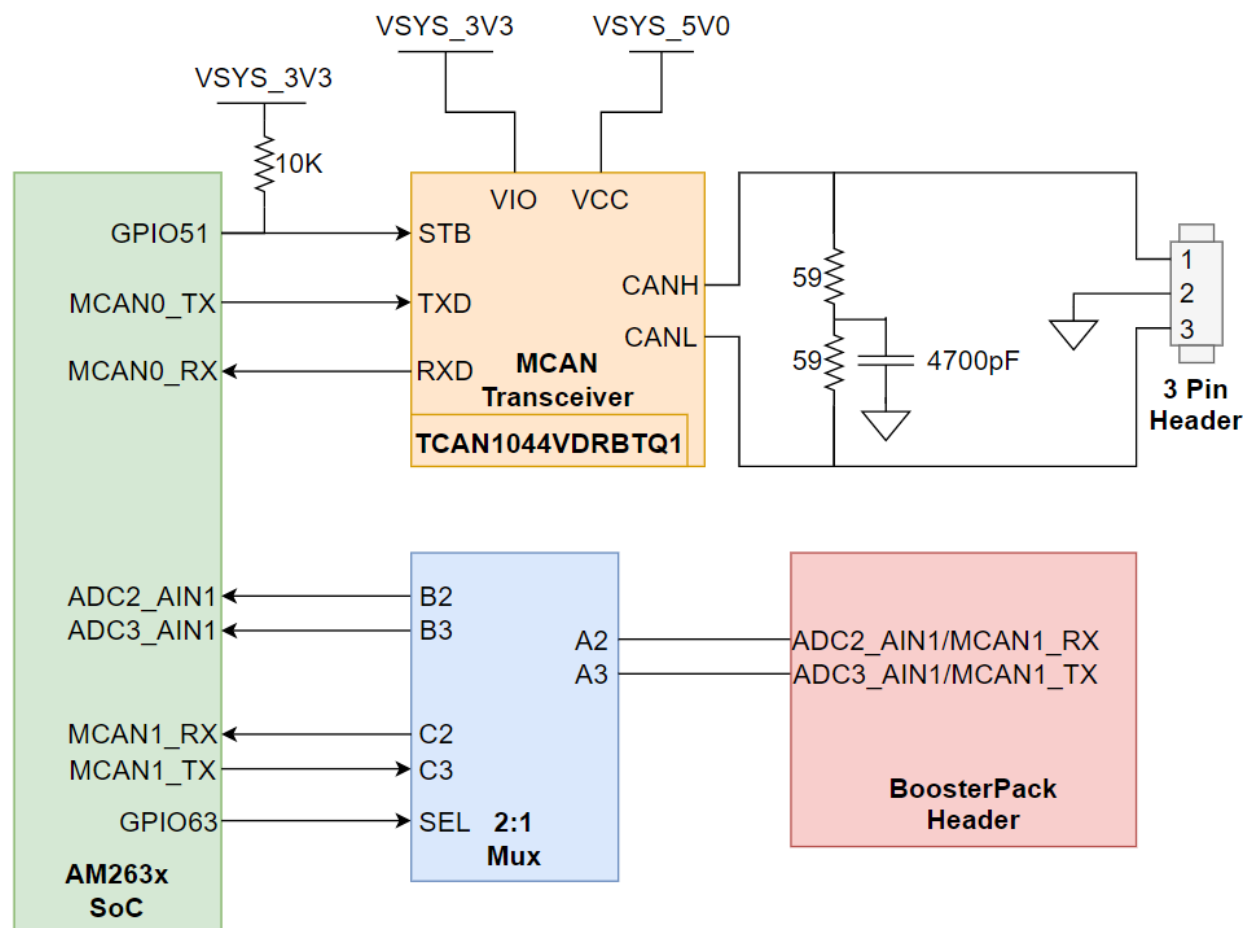 VSYS_3V3
VSYS_5V0
VSYS_3V3
10K
VIO
VCC
GPIO51
STB
MCAN0_TX
TXD
MCAN0_RX
RXD
CANH
CANL
MCAN
Transceiver
TCAN1044VDRBTQ1
59
59
4700pF
1
2
3
3 Pin
Header
ADC2_AIN1
B2
ADC3_AIN1
B3
A2
A3
ADC2_AIN1/MCAN1_RX
ADC3_AIN1/MCAN1_TX
MCAN1_RX
C2
MCAN1_TX
C3
GPIO63
SEL
2:1
Mux
BoosterPack
Header
AM263x
SoC